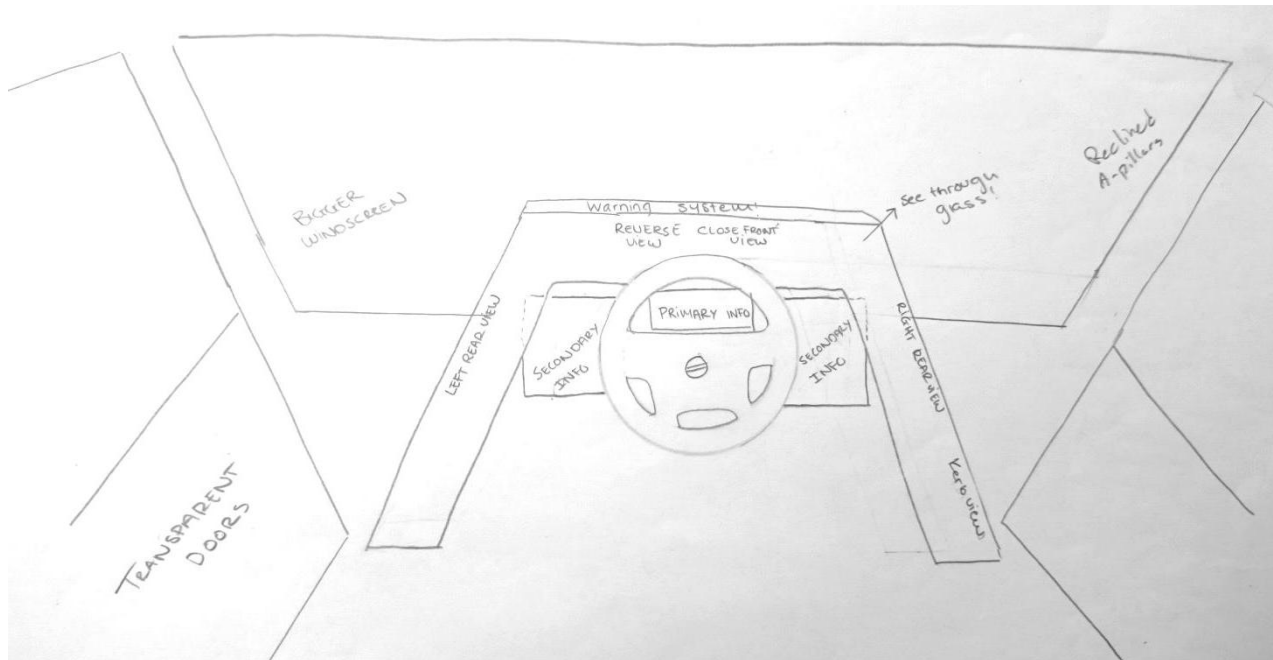 BIGGER
WINDSCREEN
Reclined
A-pillars
See through
glass!
Warning system!
REVERSE
VIEW
CLOSE FRONT
VIEW
PRIMARY INFO
LEFT REAR VIEW
SECONDARY
INFO
SECONDARY
INFO
RIGHT REAR VIEW
Kerb view
TRANSPARENT
DOORS